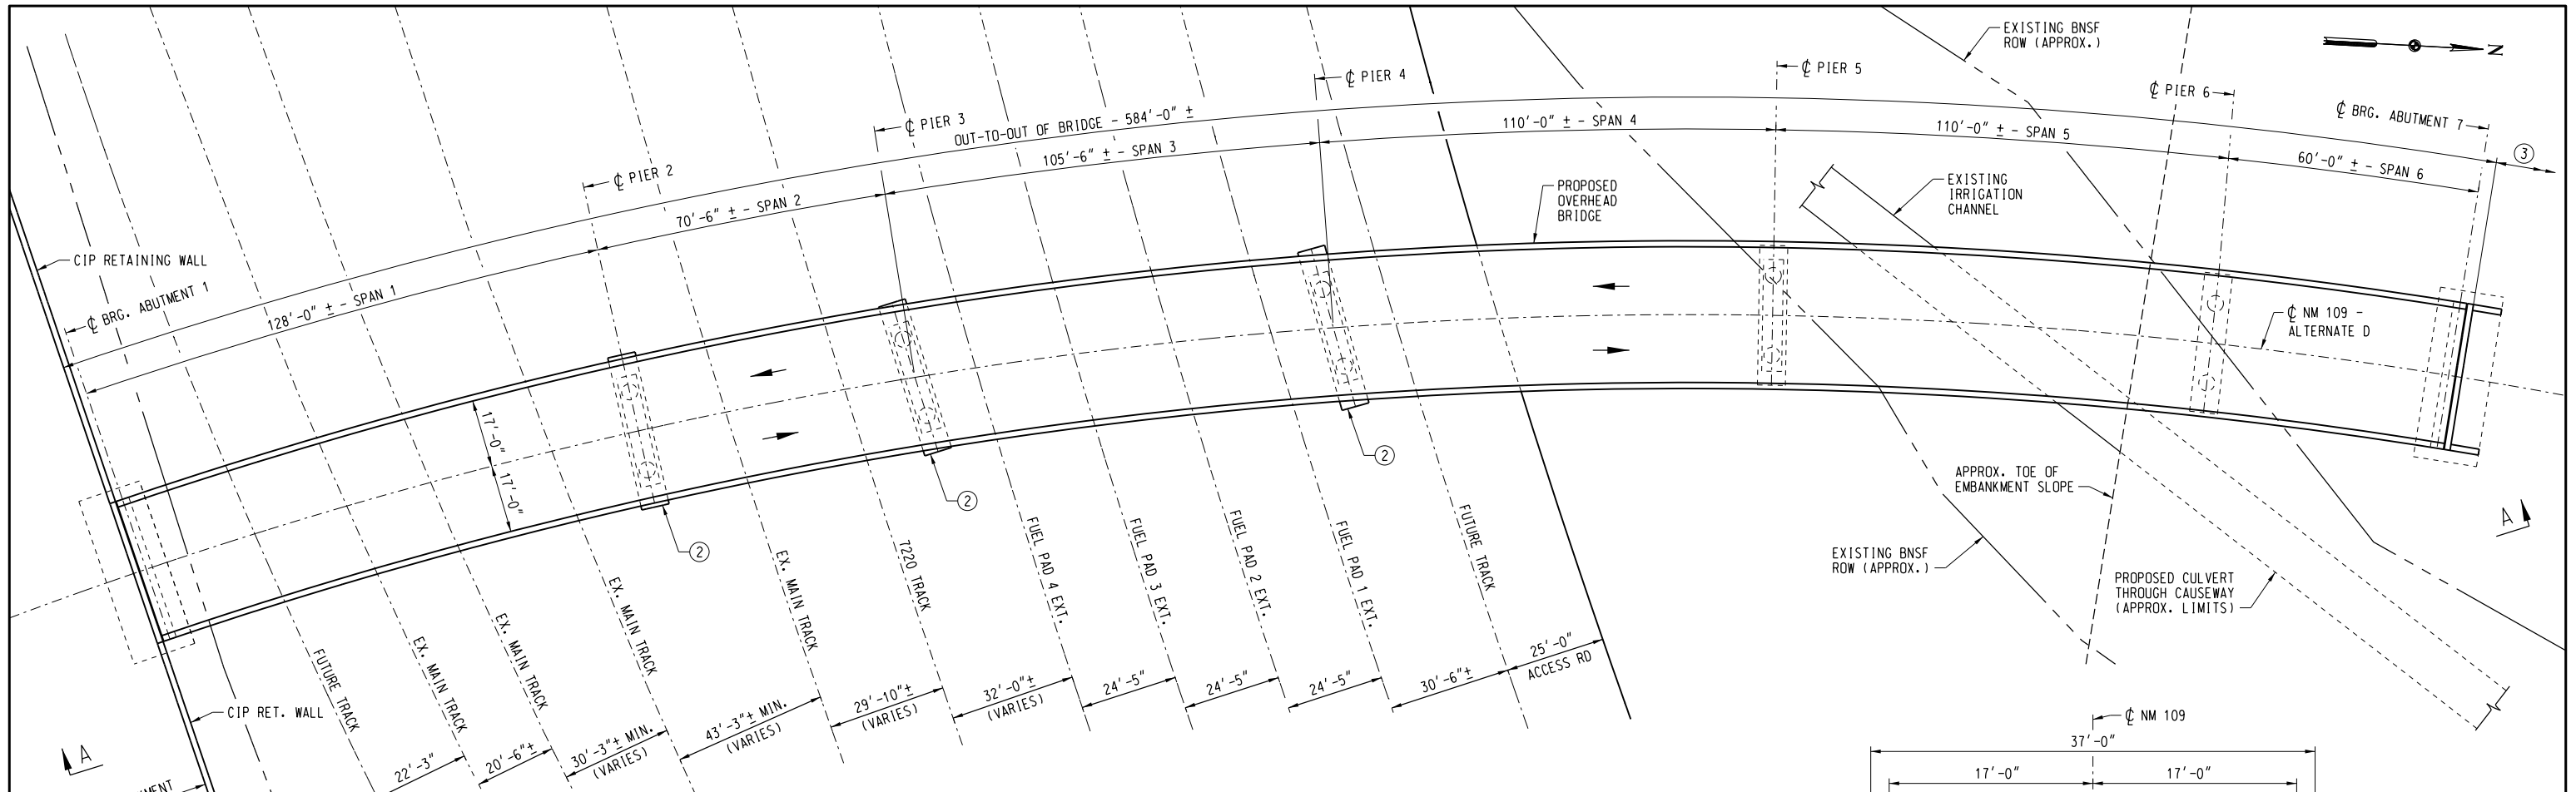 EXISTING BNSF
ROW (APPROX.)
N
℄ PIER 5
℄ PIER 4
℄ PIER 6
℄ BRG. ABUTMENT 7
℄ PIER 3
OUT-TO-OUT OF BRIDGE - 584'-0" ±
110'-0" ± - SPAN 4
110'-0" ± - SPAN 5
105'-6" ± - SPAN 3
60'-0" ± - SPAN 6
3
℄ PIER 2
70'-6" ± - SPAN 2
PROPOSED
OVERHEAD
BRIDGE
EXISTING
IRRIGATION
CHANNEL
CIP RETAINING WALL
℄ BRG. ABUTMENT 1
128'-0" ± - SPAN 1
℄ NM 109 -
ALTERNATE D
17'-0"
17'-0"
2
2
2
APPROX. TOE OF
EMBANKMENT SLOPE
A
EXISTING BNSF
ROW (APPROX.)
PROPOSED CULVERT
THROUGH CAUSEWAY
(APPROX. LIMITS)
FUTURE TRACK
EX. MAIN TRACK
EX. MAIN TRACK
EX. MAIN TRACK
EX. MAIN TRACK
7220 TRACK
FUEL PAD 4 EXT.
FUEL PAD 3 EXT.
FUEL PAD 2 EXT.
FUEL PAD 1 EXT.
FUTURE TRACK
CIP RET. WALL
A
22'-3"
20'-6"±
30'-3"± MIN.
(VARIES)
43'-3"± MIN.
(VARIES)
29'-10"±
(VARIES)
32'-0"±
(VARIES)
24'-5"
24'-5"
24'-5"
30'-6"±
25'-0"
ACCESS RD
℄ NM 109
37'-0"
17'-0"
17'-0"